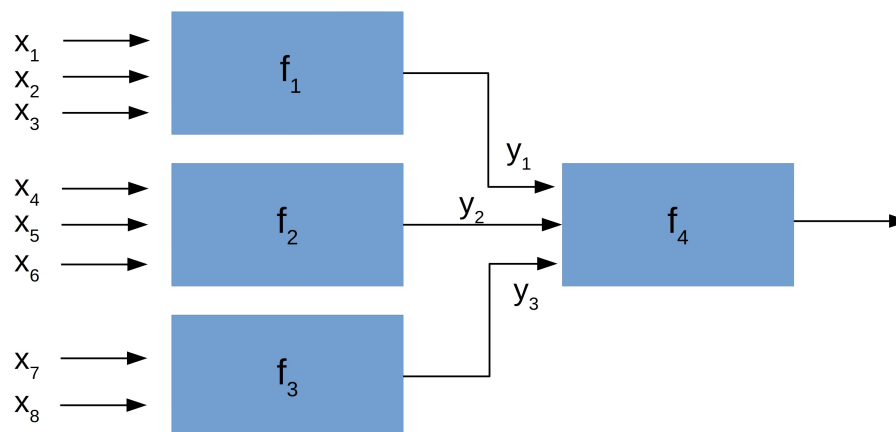 x₁
x₂
x₃
f₁
y₁
x₄
x₅
x₆
f₂
y₂
f₄
y₃
x₇
x₈
f₃